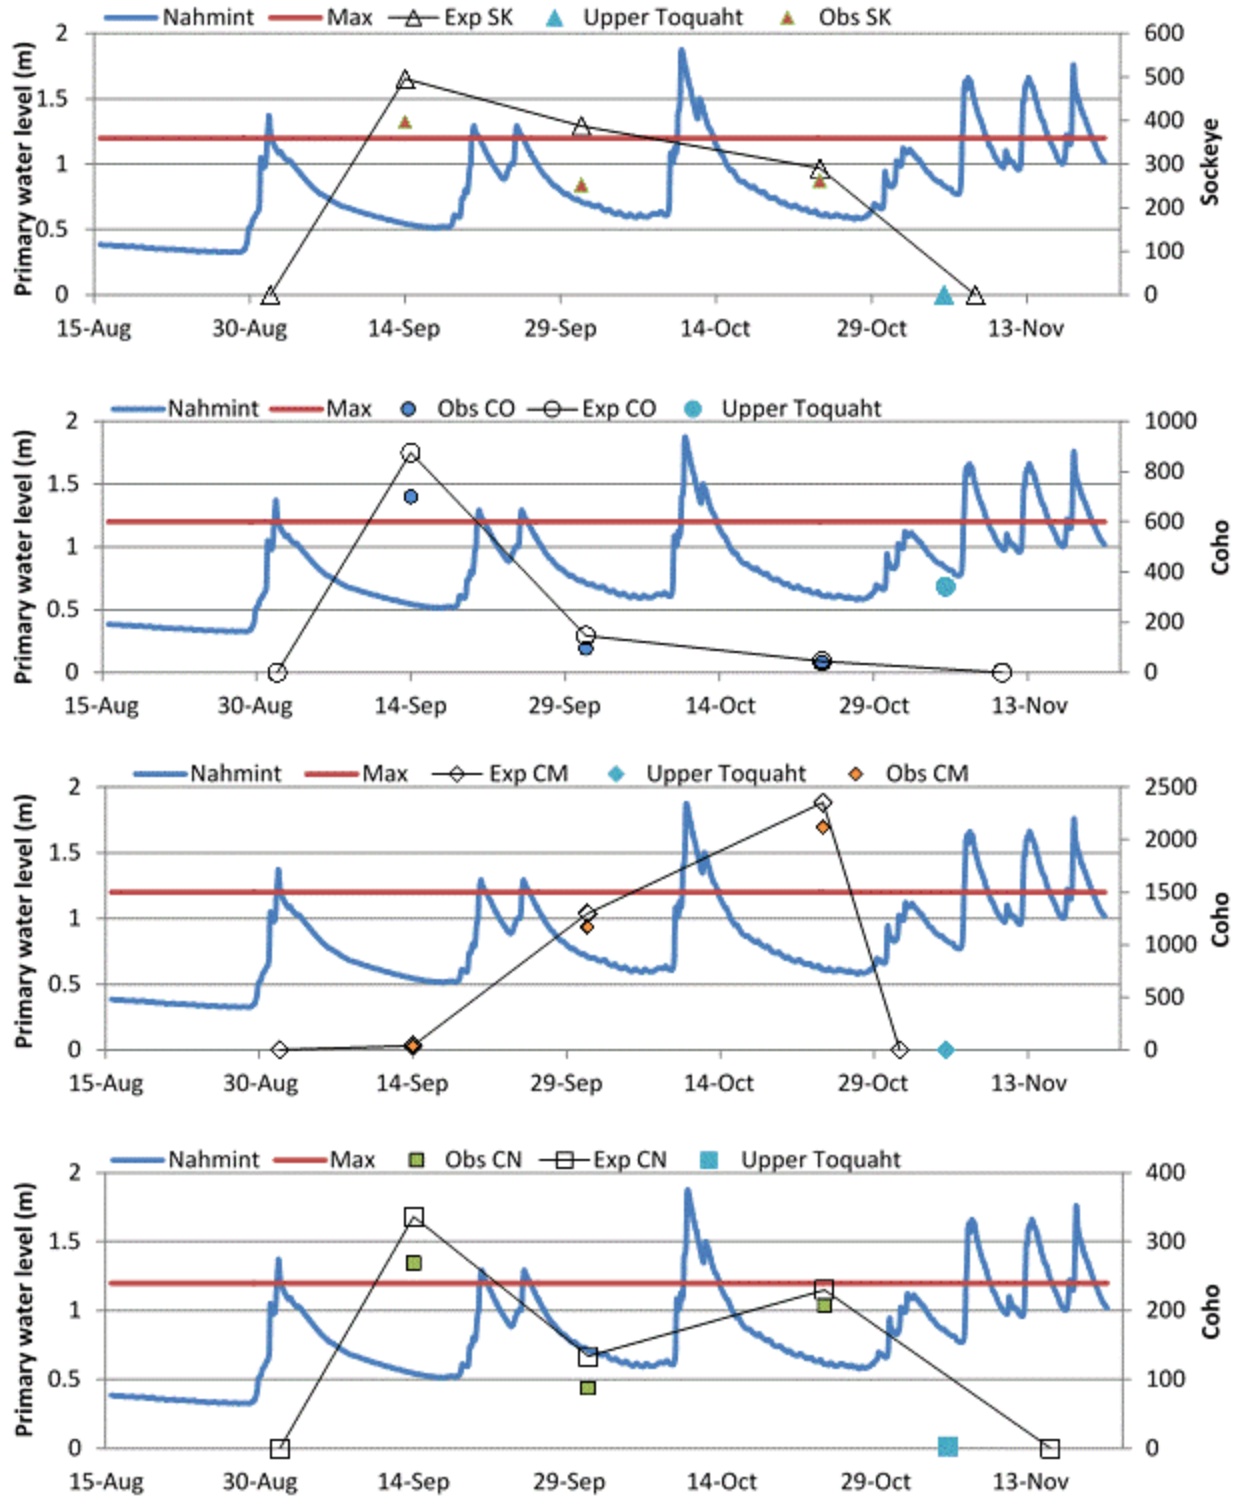 Nahmint Max Exp SK Upper Toquaht Obs SK
Primary water level (m)
2
1.5
1
0.5
0
600
500
400
300
200
100
0
Sockeye
15-Aug 30-Aug 14-Sep 29-Sep 14-Oct 29-Oct 13-Nov
Nahmint Max Obs CO Exp CO Upper Toquaht
Primary water level (m)
2
1.5
1
0.5
0
1000
800
600
400
200
0
Coho
15-Aug 30-Aug 14-Sep 29-Sep 14-Oct 29-Oct 13-Nov
Nahmint Max Exp CM Upper Toquaht Obs CM
Primary water level (m)
2
1.5
1
0.5
0
2500
2000
1500
1000
500
0
Coho
15-Aug 30-Aug 14-Sep 29-Sep 14-Oct 29-Oct 13-Nov
Nahmint Max Obs CN Exp CN Upper Toquaht
Primary water level (m)
2
1.5
1
0.5
0
400
300
200
100
0
Coho
15-Aug 30-Aug 14-Sep 29-Sep 14-Oct 29-Oct 13-Nov